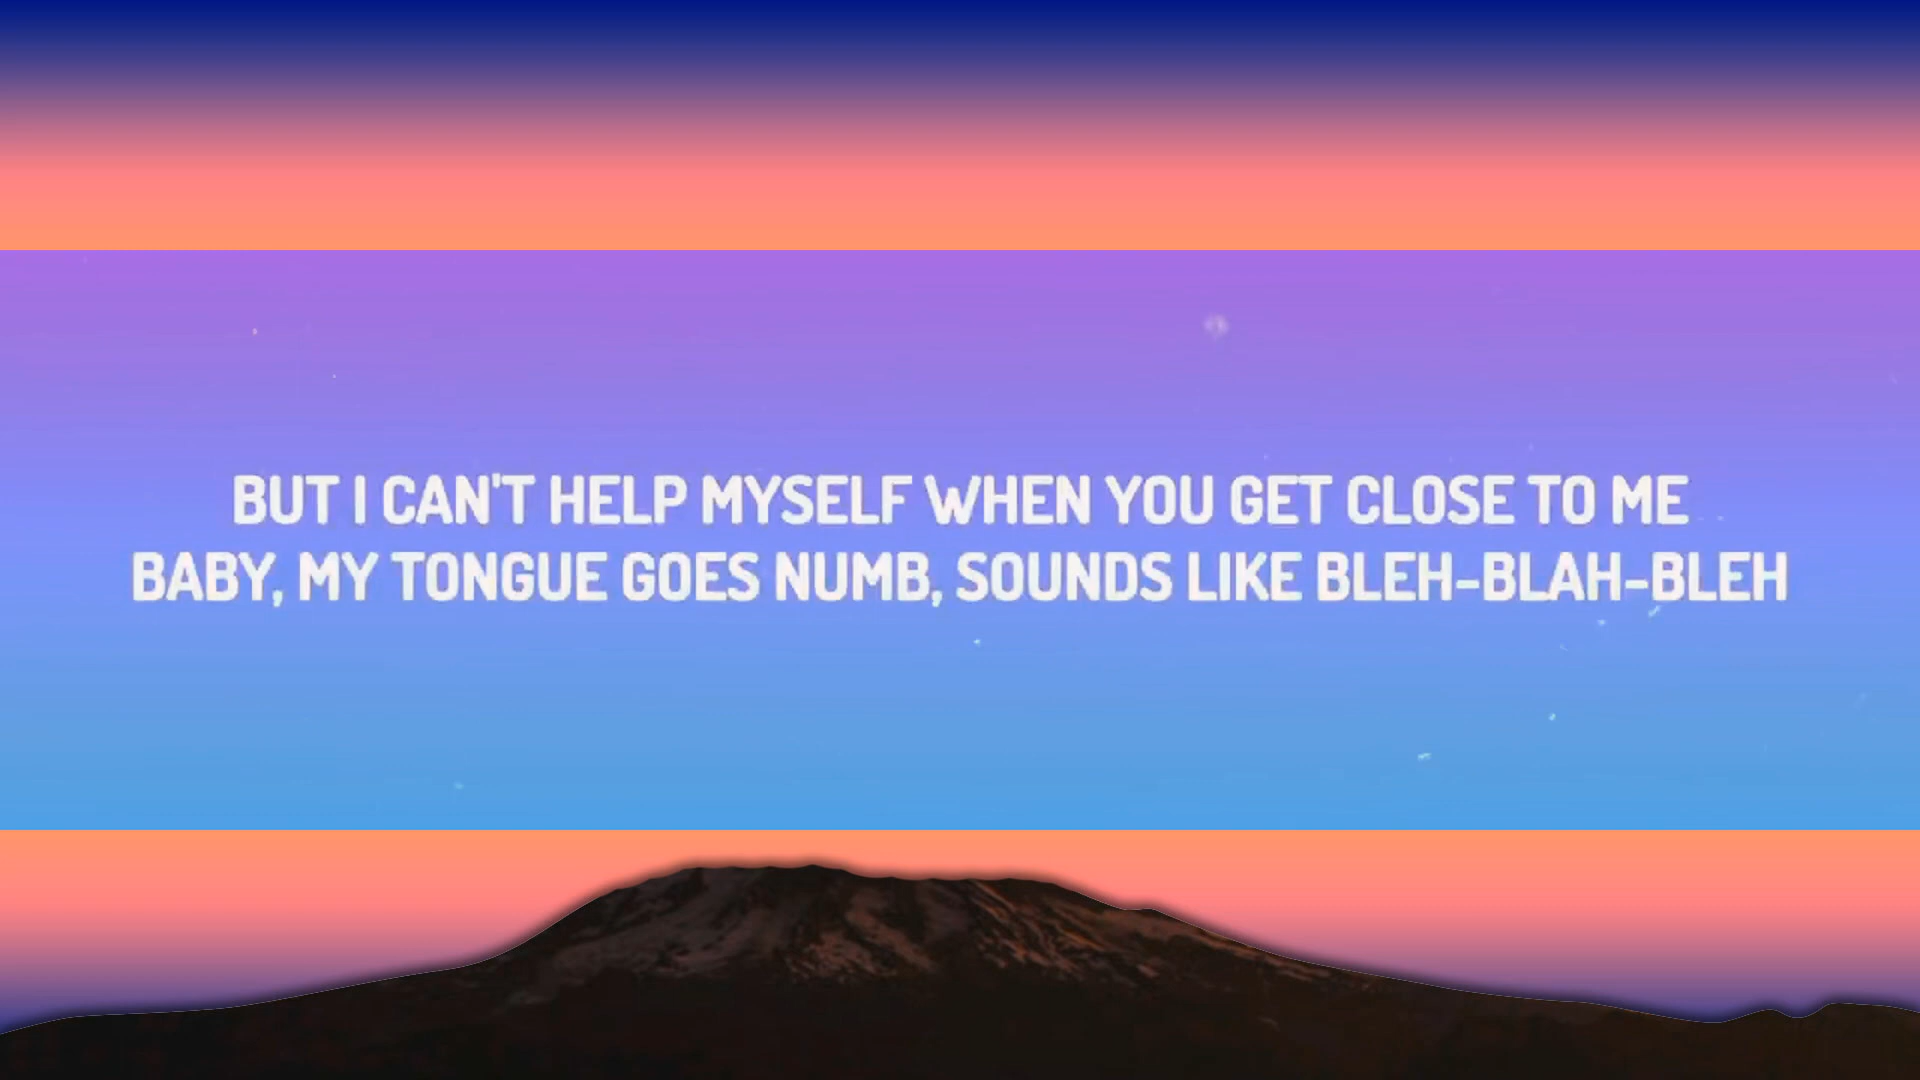 BUT I CAN'T HELP MYSELF WHEN YOU GET CLOSE TO ME
BABY, MY TONGUE GOES NUMB, SOUNDS LIKE BLEH-BLAH-BLEH